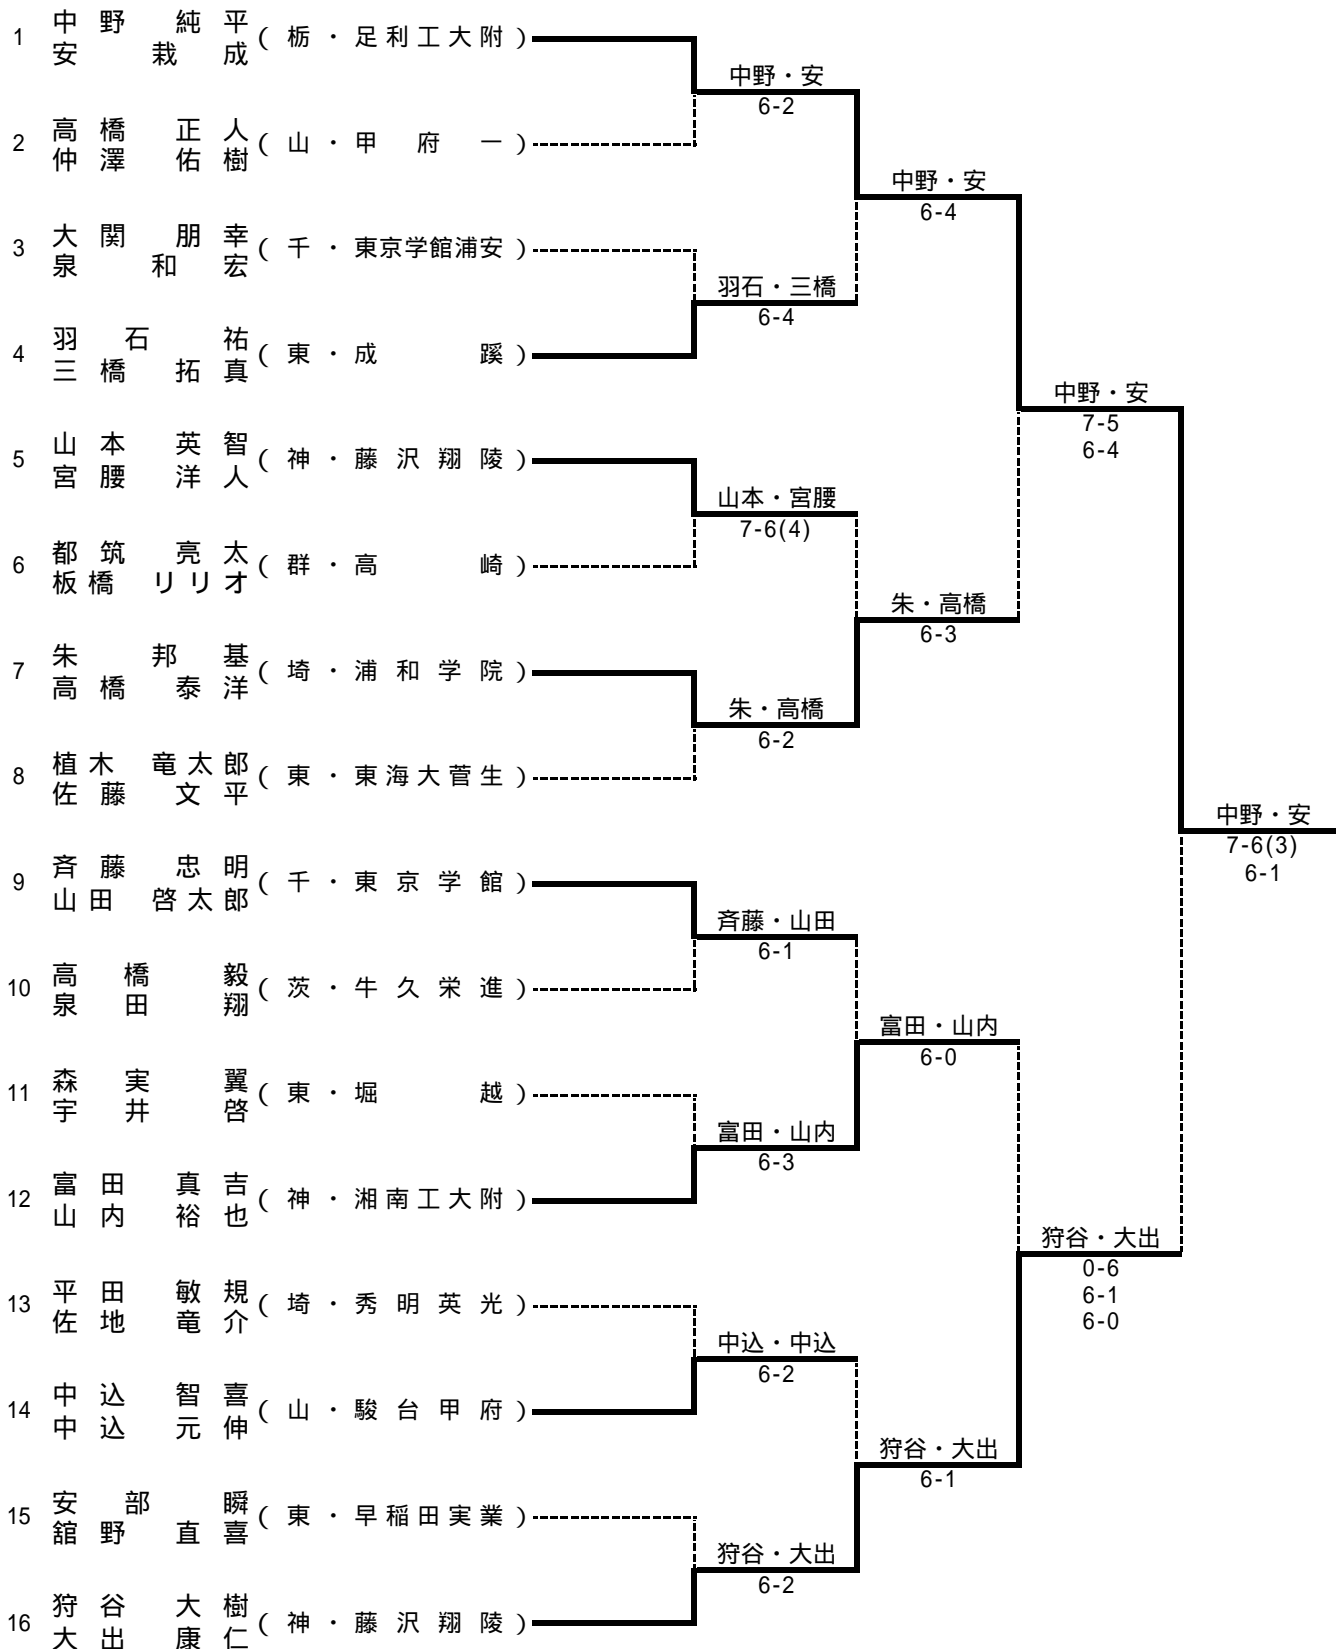 1 中野 純平 (栃・足利工大附)
安 栽成
中野・安
6-2
2 高橋 正人 (山・甲府一)
仲澤 佑樹
中野・安
6-4
3 大関 朋幸 (千・東京学館浦安)
泉 和宏
羽石・三橋
6-4
4 羽石 祐 (東・成蹊)
三橋 拓真
中野・安
7-5
6-4
5 山本 英智 (神・藤沢翔陵)
宮腰 洋人
山本・宮腰
7-6(4)
6 都筑 亮太 (群・高崎)
板橋 リリオ
朱・高橋
6-3
7 朱 邦基 (埼・浦和学院)
高橋 泰洋
朱・高橋
6-2
8 植木 竜太郎 (東・東海大菅生)
佐藤 文平
中野・安
7-6(3)
6-1
9 斉藤 忠明 (千・東京学館)
山田 啓太郎
斉藤・山田
6-1
10 高橋 毅 (茨・牛久栄進)
泉田 翔
富田・山内
6-0
11 森実 翼 (東・堀越)
宇井 啓
富田・山内
6-3
12 富田 真吉 (神・湘南工大附)
山内 裕也
狩谷・大出
0-6
6-1
6-0
13 平田 敏規 (埼・秀明英光)
佐地 竜介
中込・中込
6-2
14 中込 智喜 (山・駿台甲府)
中込 元伸
狩谷・大出
6-1
15 安部 瞬 (東・早稲田実業)
舘野 直喜
狩谷・大出
6-2
16 狩谷 大樹 (神・藤沢翔陵)
大出 康仁